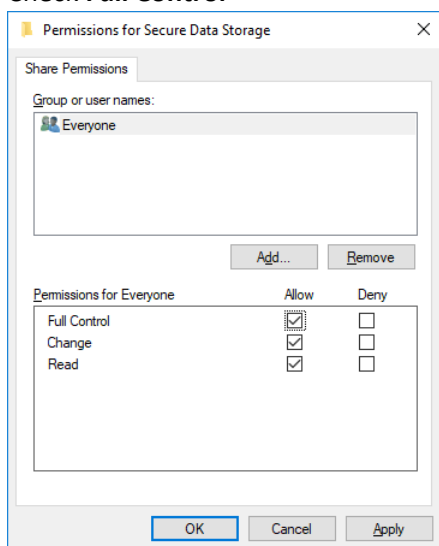 Check Full Control
Permissions for Secure Data Storage
Share Permissions
Group or user names:
Everyone
Add...
Remove
Permissions for Everyone
Allow
Deny
Full Control
Change
Read
OK
Cancel
Apply